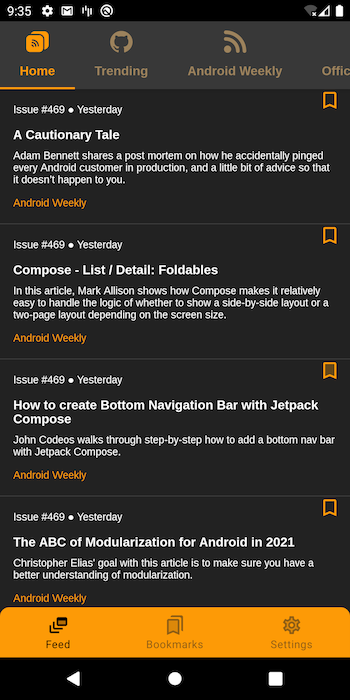 9:35
Home Trending Android Weekly Offic
Issue #469 ● Yesterday
A Cautionary Tale
Adam Bennett shares a post mortem on how he accidentally pinged
every Android customer in production, and a little bit of advice so that
it doesn't happen to you.
Android Weekly
Issue #469 ● Yesterday
Compose - List / Detail: Foldables
In this article, Mark Allison shows how Compose makes it relatively
easy to handle the logic of whether to show a side-by-side layout or a
two-page layout depending on the screen size.
Android Weekly
Issue #469 ● Yesterday
How to create Bottom Navigation Bar with Jetpack
Compose
John Codeos walks through step-by-step how to add a bottom nav bar
with Jetpack Compose.
Android Weekly
Issue #469 ● Yesterday
The ABC of Modularization for Android in 2021
Christopher Elias' goal with this article is to make sure you have a
better understanding of modularization.
Android Weekly
Feed Bookmarks Settings